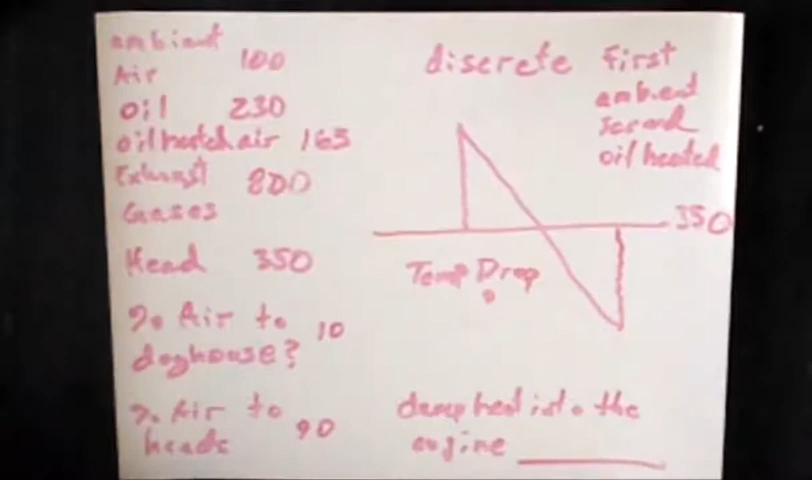 ambient
Air 100
oil 230
oil heated air 165
Exhaust 800
Gases
Head 350
% Air to 10
doghouse?
% Air to 90
heads
discrete
First
ambient
second
oil heated
350
Temp Drop
?
dump heat into the
engine